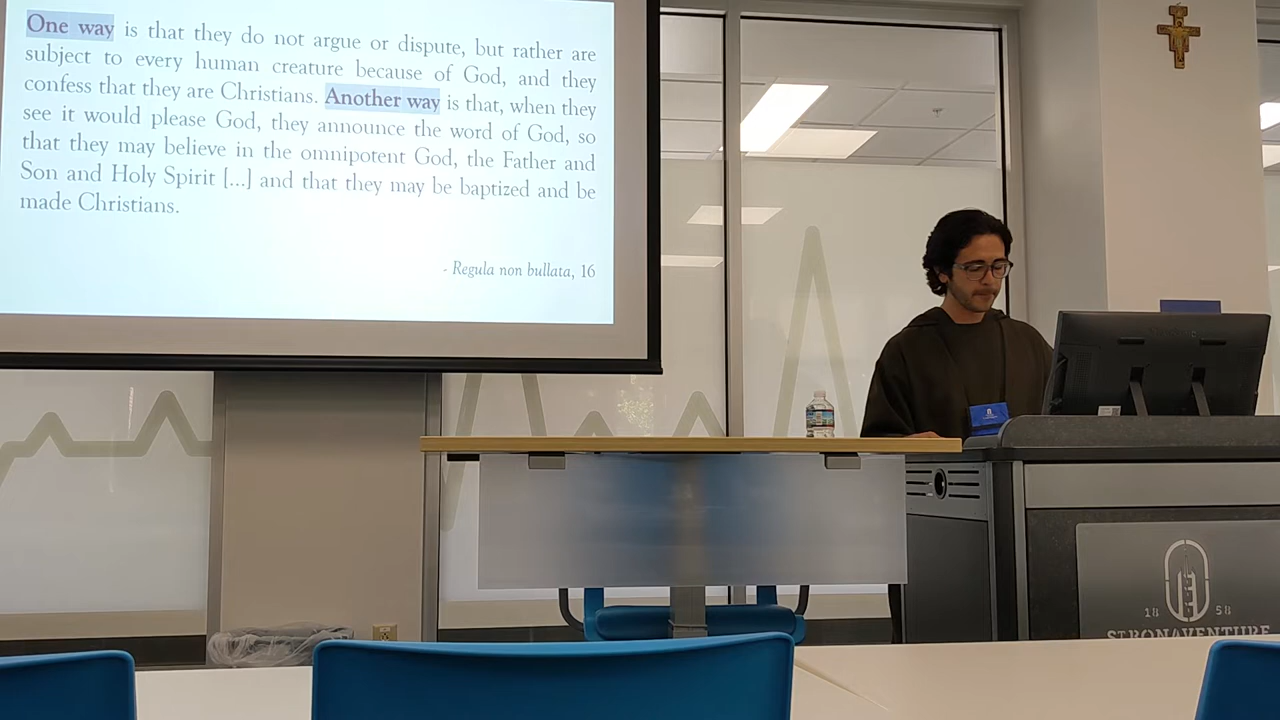 One way is that they do not argue or dispute, but rather are
subject to every human creature because of God, and they
confess that they are Christians. Another way is that, when they
see it would please God, they announce the word of God, so
that they may believe in the omnipotent God, the Father and
Son and Holy Spirit [...] and that they may be baptized and be
made Christians.
- Regula non bullata, 16
18 58
ST. BONAVENTURE